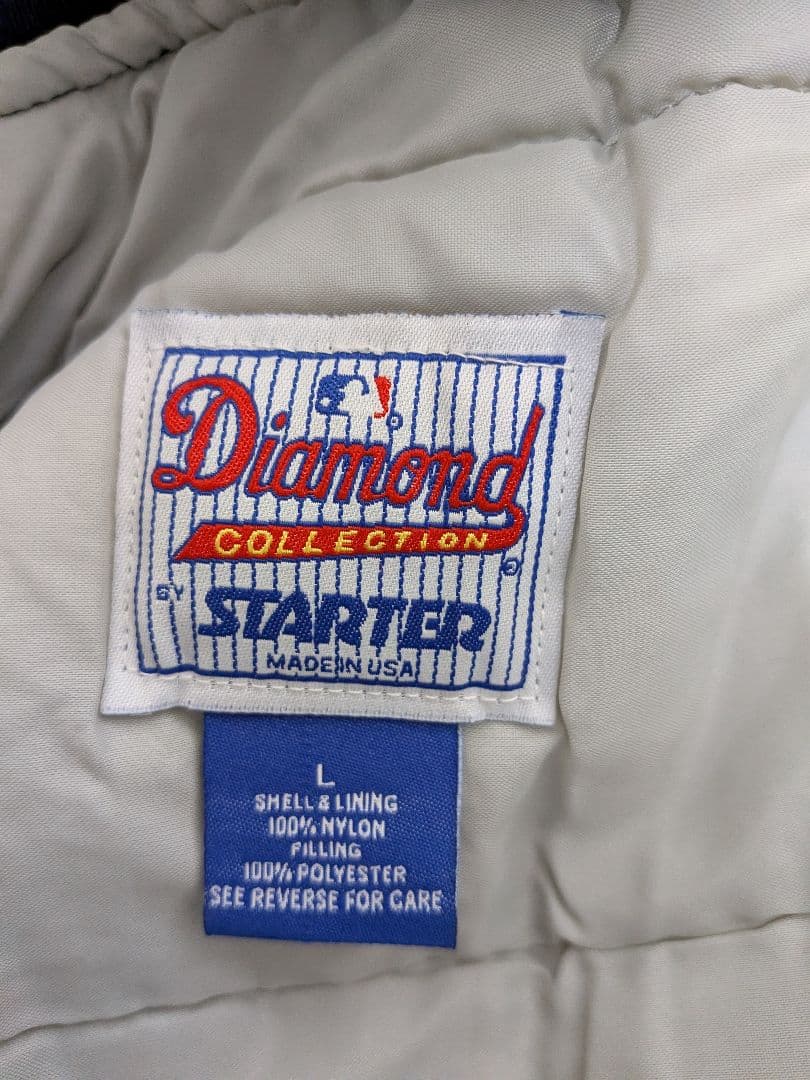 Diamond
COLLECTION
®
BY STARTER
MADE IN USA
L
SHELL & LINING
100% NYLON
FILLING
100% POLYESTER
SEE REVERSE FOR CARE